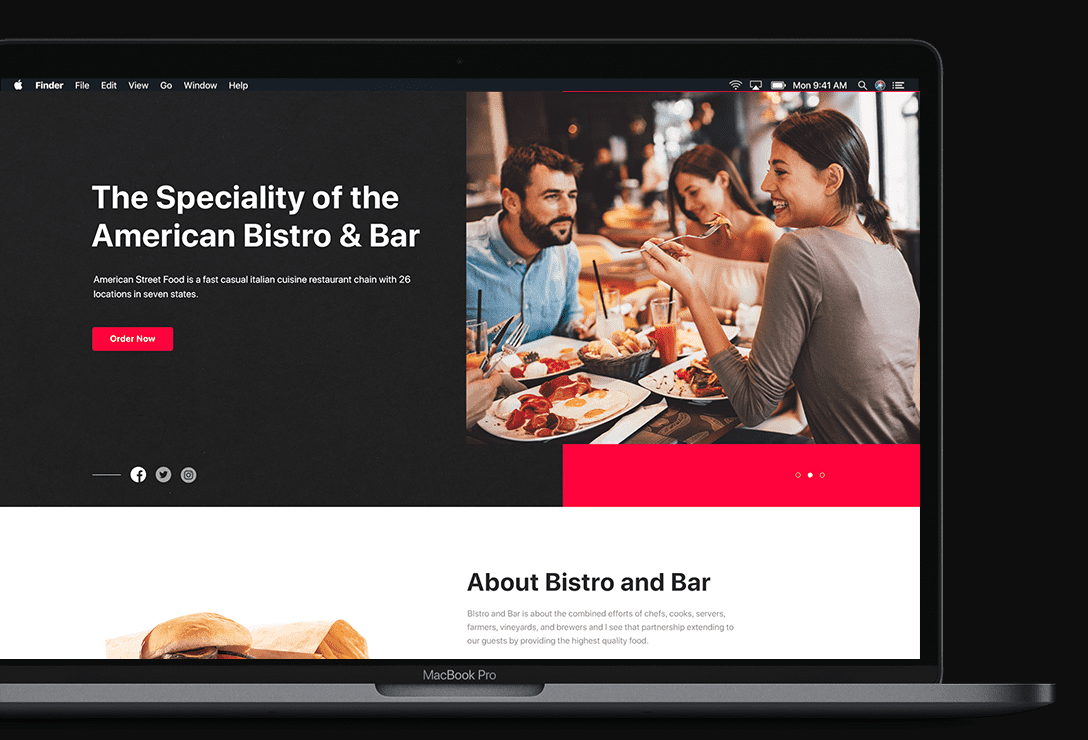 Finder File Edit View Go Window Help Mon 9:41 AM
The Speciality of the
American Bistro & Bar
American Street Food is a fast casual italian cuisine restaurant chain with 26
locations in seven states.
Order Now
About Bistro and Bar
Bistro and Bar is about the combined efforts of chefs, cooks, servers,
farmers, vineyards, and brewers and I see that partnership extending to
our guests by providing the highest quality food.
MacBook Pro